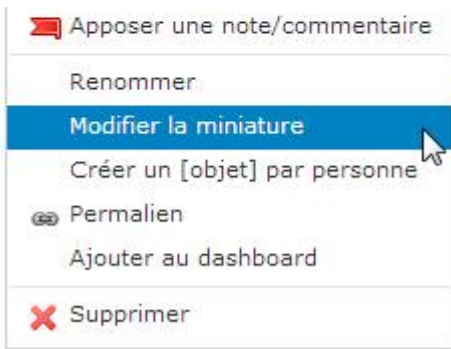 Apposer une note/commentaire
Renommer
Modifier la miniature
Créer un [objet] par personne
Permalien
Ajouter au dashboard
Supprimer